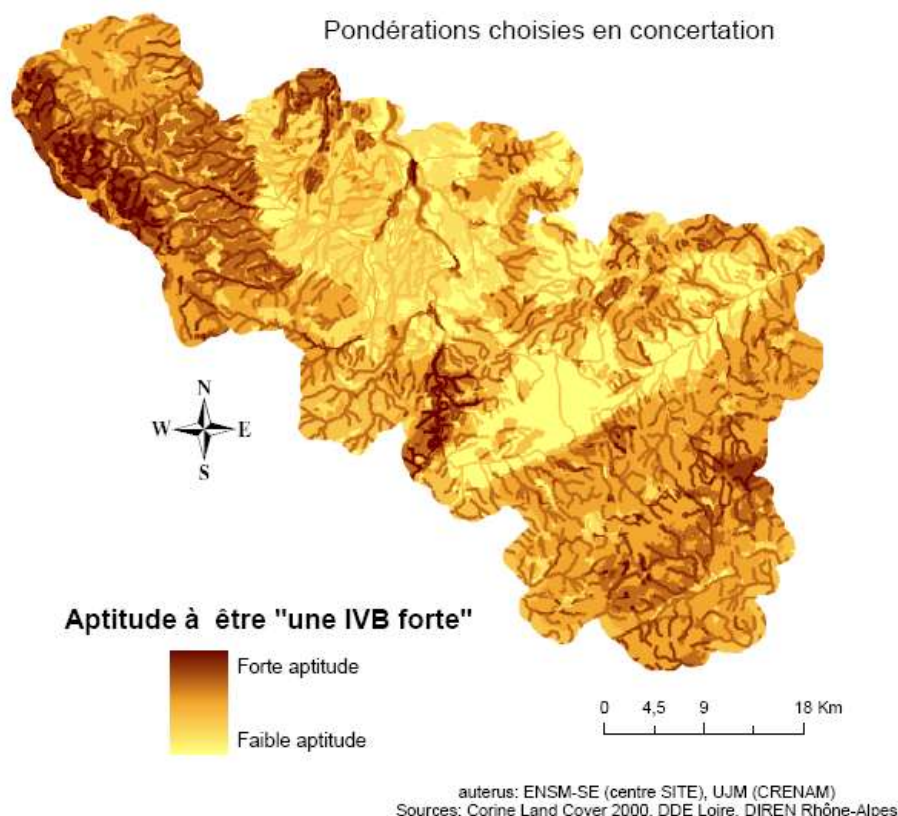 Pondérations choisies en concertation
N
W E
S
Aptitude à être "une IVB forte"
Forte aptitude
Faible aptitude
0 4,5 9 18 Km
auterus: ENSM-SE (centre SITE), UJM (CRENAM)
Sources: Corine Land Cover 2000, DDE Loire, DIREN Rhône-Alpes